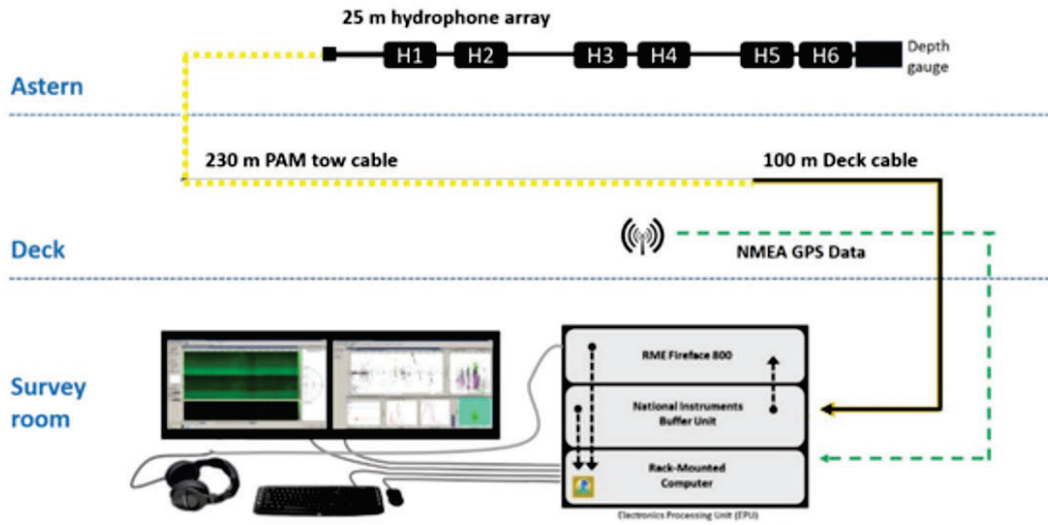 25 m hydrophone array
H1 H2 H3 H4 H5 H6
Depth
gauge
Astern
230 m PAM tow cable
100 m Deck cable
Deck
NMEA GPS Data
Survey
room
RME Fireface 800
National Instruments
Buffer Unit
Rack-Mounted
Computer
Electronics Processing Unit (EPU)